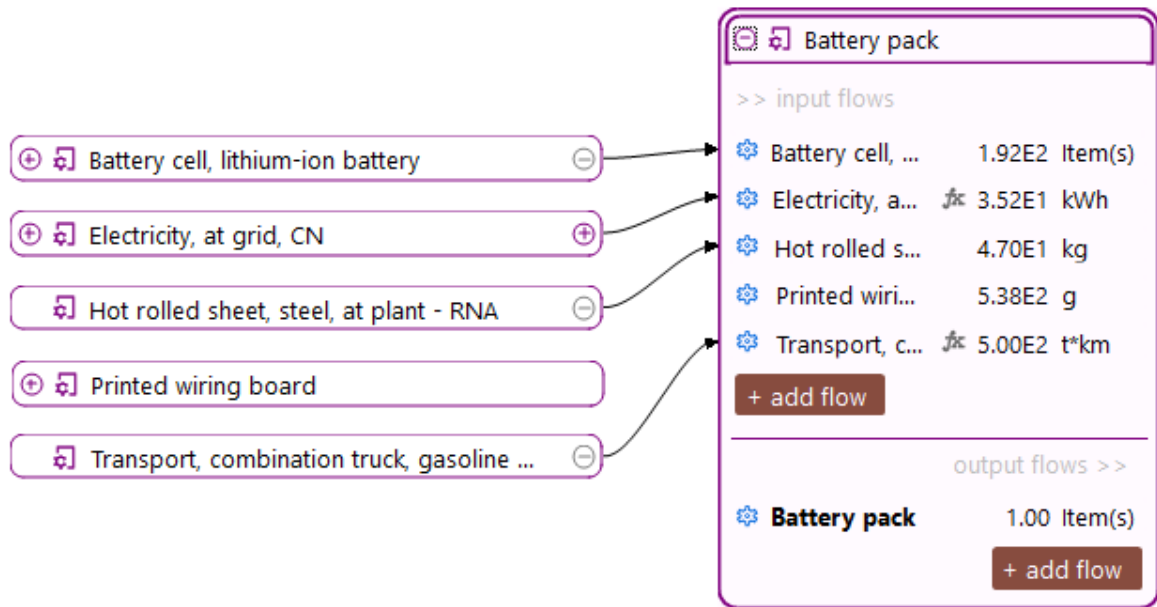 Battery pack
>> input flows
Battery cell, lithium-ion battery
Battery cell, ... 1.92E2 Item(s)
Electricity, at grid, CN
Electricity, a... fx 3.52E1 kWh
Hot rolled sheet, steel, at plant - RNA
Hot rolled s... 4.70E1 kg
Printed wiring board
Printed wiri... 5.38E2 g
Transport, combination truck, gasoline ...
Transport, c... fx 5.00E2 t*km
+ add flow
output flows >>
Battery pack 1.00 Item(s)
+ add flow